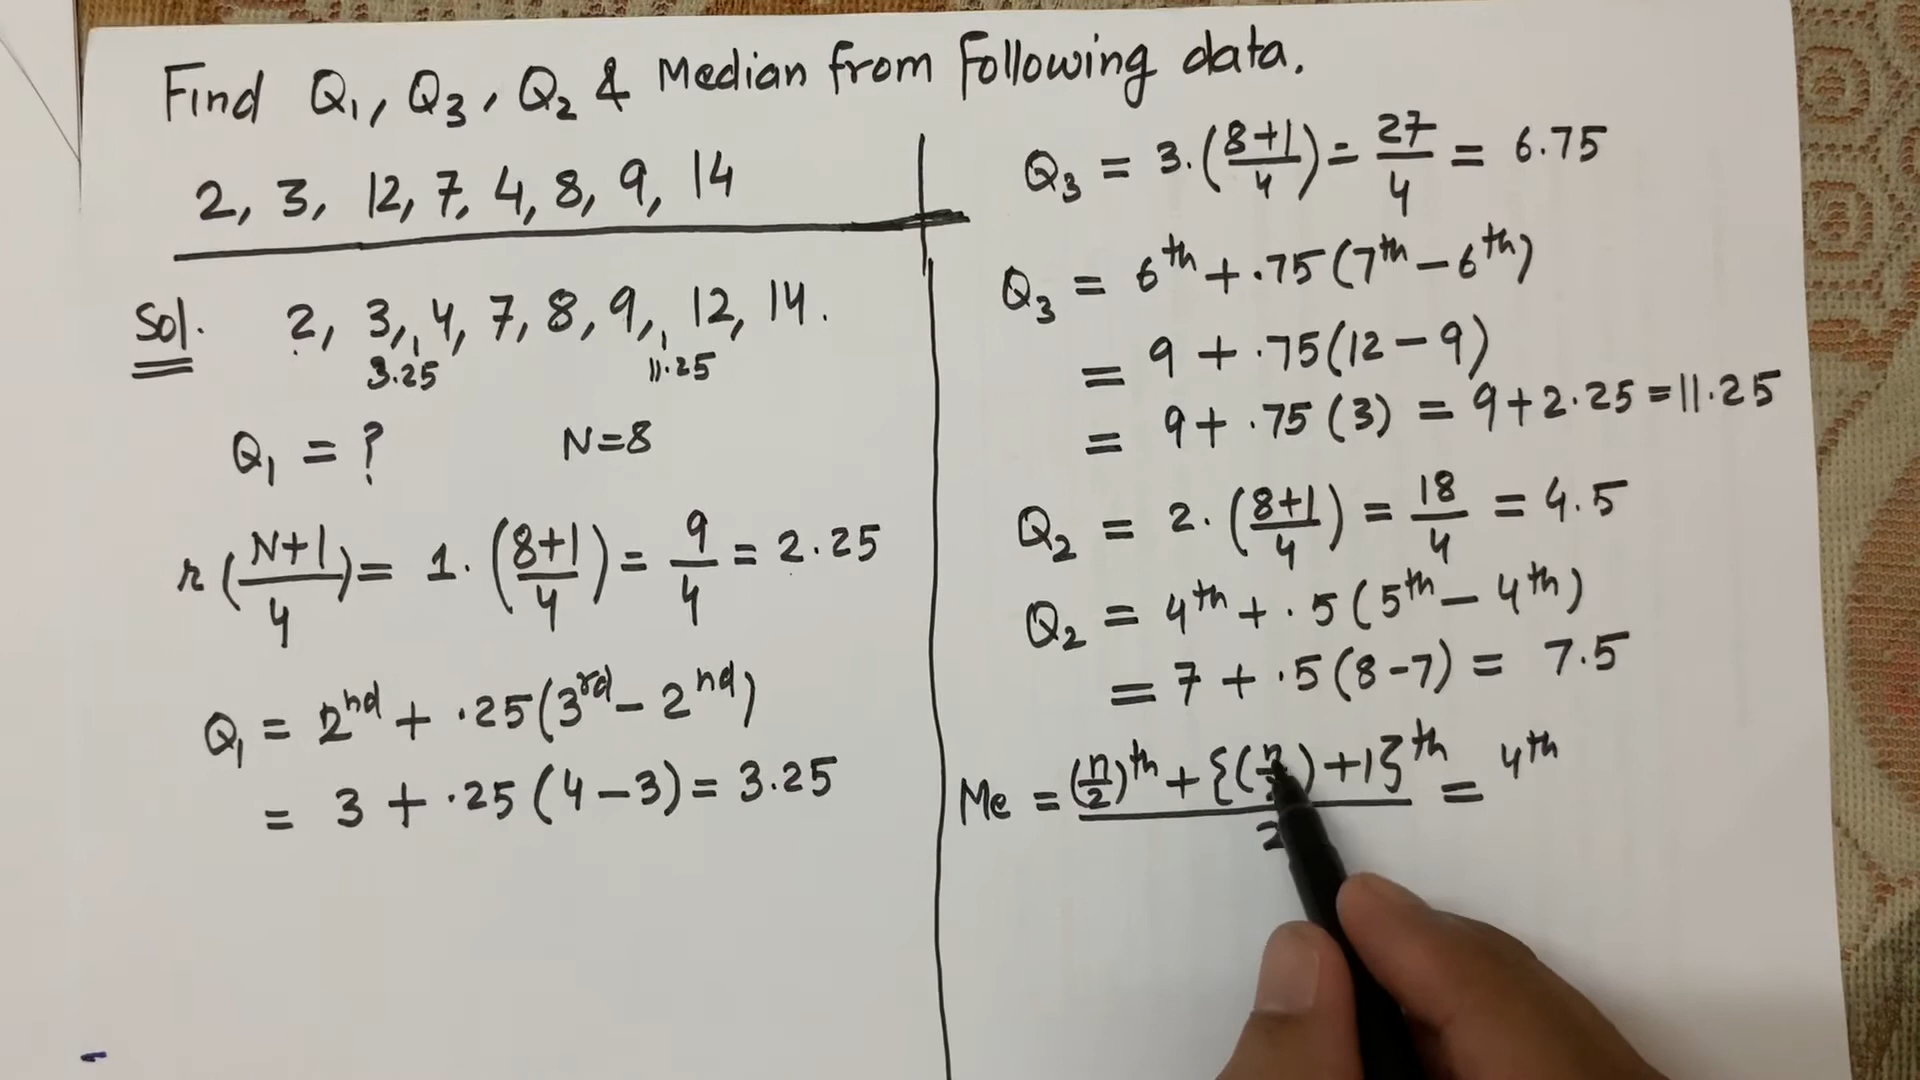 Find Q₁, Q₃, Q₂ & Median from Following data.
2, 3, 12, 7, 4, 8, 9, 14
Sol. 2, 3, 4, 7, 8, 9, 12, 14.
3.25 11.25
Q₁ = ? N=8
r((N+1)/4) = 1.((8+1)/4) = 9/4 = 2.25
Q₁ = 2ⁿᵈ + .25(3ʳᵈ - 2ⁿᵈ)
= 3 + .25(4-3) = 3.25
Q₃ = 3.((8+1)/4) = 27/4 = 6.75
Q₃ = 6ᵗʰ + .75(7ᵗʰ - 6ᵗʰ)
= 9 + .75(12-9)
= 9 + .75(3) = 9+2.25 = 11.25
Q₂ = 2.((8+1)/4) = 18/4 = 4.5
Q₂ = 4ᵗʰ + .5(5ᵗʰ - 4ᵗʰ)
= 7 + .5(8-7) = 7.5
Me = ((n/2)ᵗʰ + {(n/2)+1}ᵗʰ)/2 = 4ᵗʰ